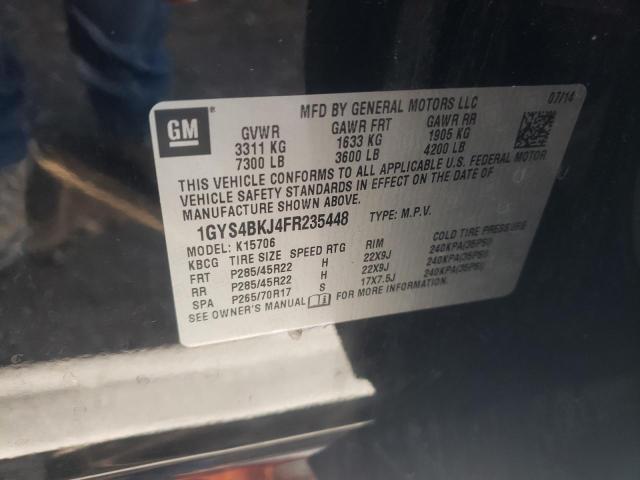 GM
MFD BY GENERAL MOTORS LLC 07/14
GVWR GAWR FRT GAWR RR
3311 KG 1633 KG 1905 KG
7300 LB 3600 LB 4200 LB
THIS VEHICLE CONFORMS TO ALL APPLICABLE U.S. FEDERAL MOTOR
VEHICLE SAFETY STANDARDS IN EFFECT ON THE DATE OF
MANUFACTURE SHOWN ABOVE.
1GYS4BKJ4FR235448 TYPE: M.P.V.
MODEL: K15706
KBCG TIRE SIZE SPEED RTG RIM COLD TIRE PRESSURE
FRT P285/45R22 H 22X9J 240KPA(35PSI)
RR P285/45R22 H 22X9J 240KPA(35PSI)
SPA P265/70R17 S 17X7.5J 240KPA(35PSI)
SEE OWNER'S MANUAL FOR MORE INFORMATION.